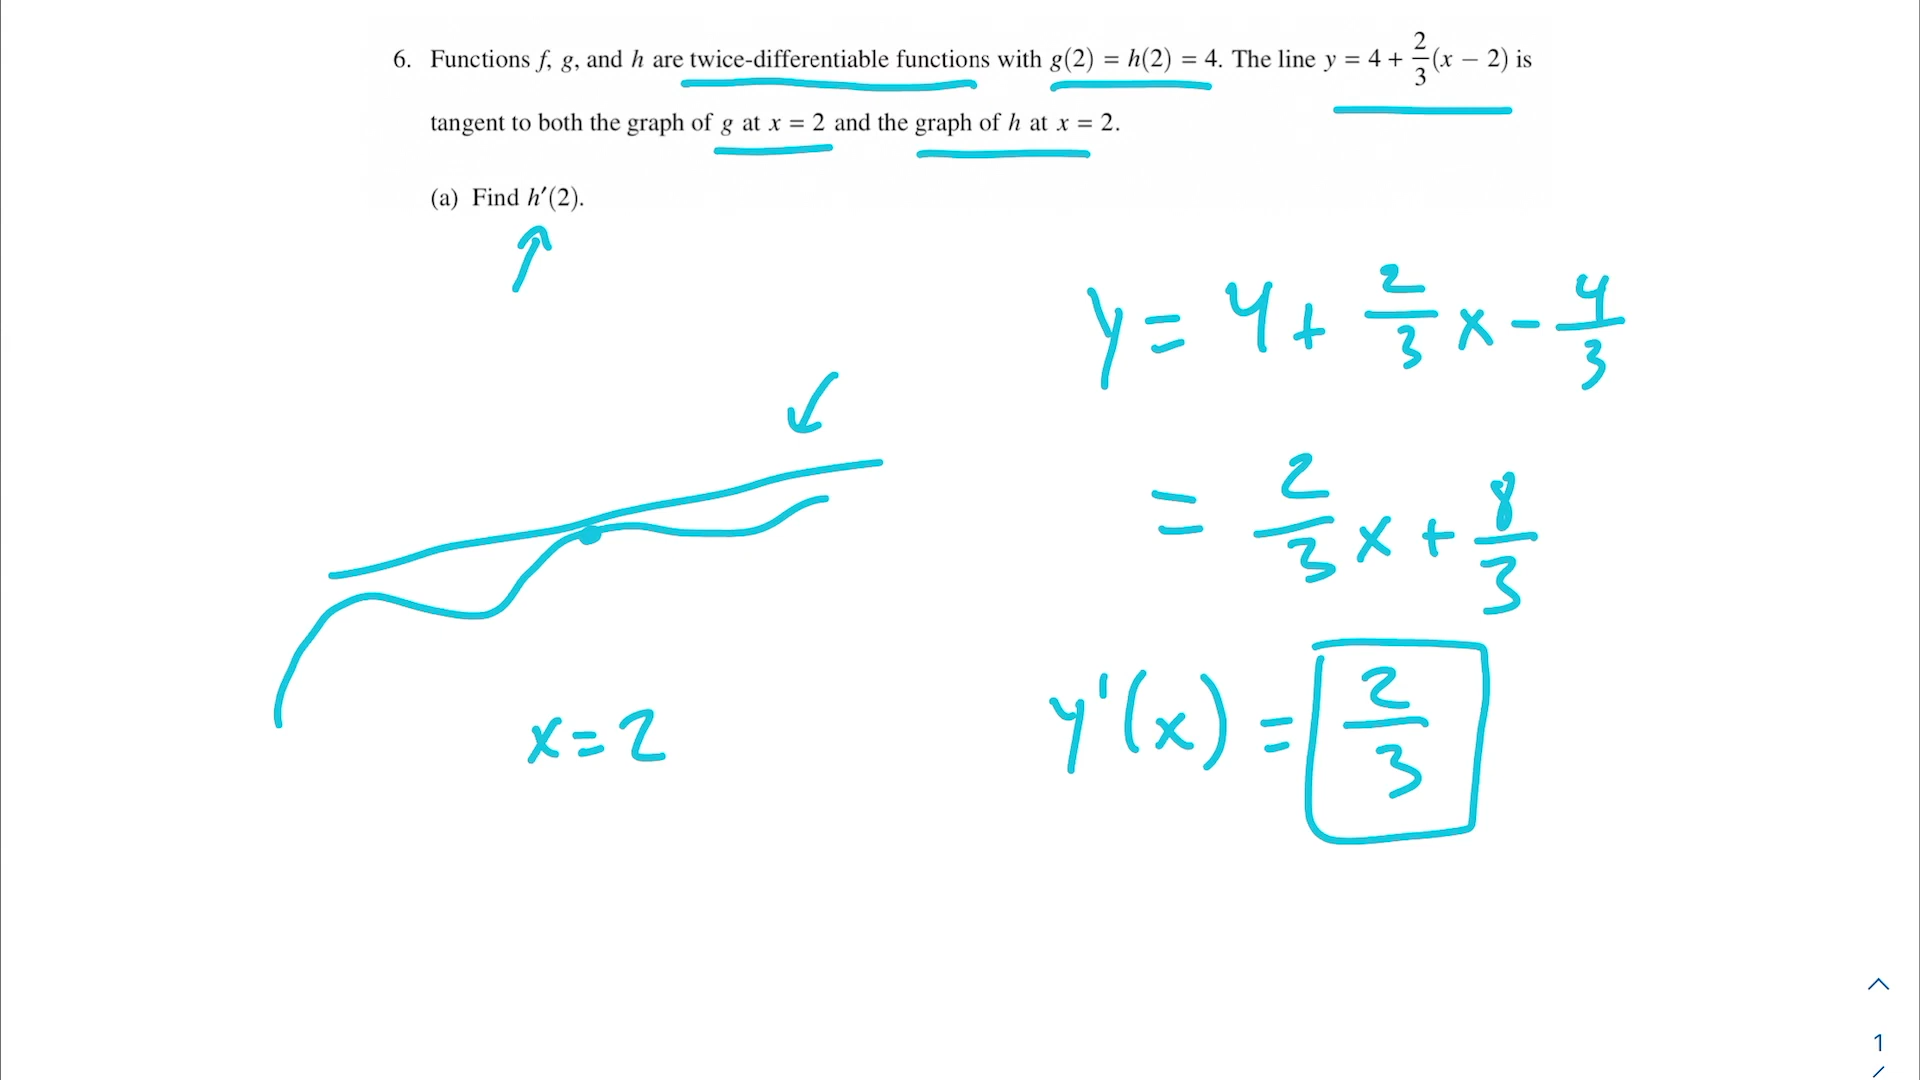 6. Functions f, g, and h are twice-differentiable functions with g(2) = h(2) = 4. The line y = 4 + 2/3(x − 2) is
tangent to both the graph of g at x = 2 and the graph of h at x = 2.
(a) Find h′(2).
y = 4 + 2/3 x - 4/3
= 2/3 x + 8/3
y'(x) = 2/3
x = 2
1